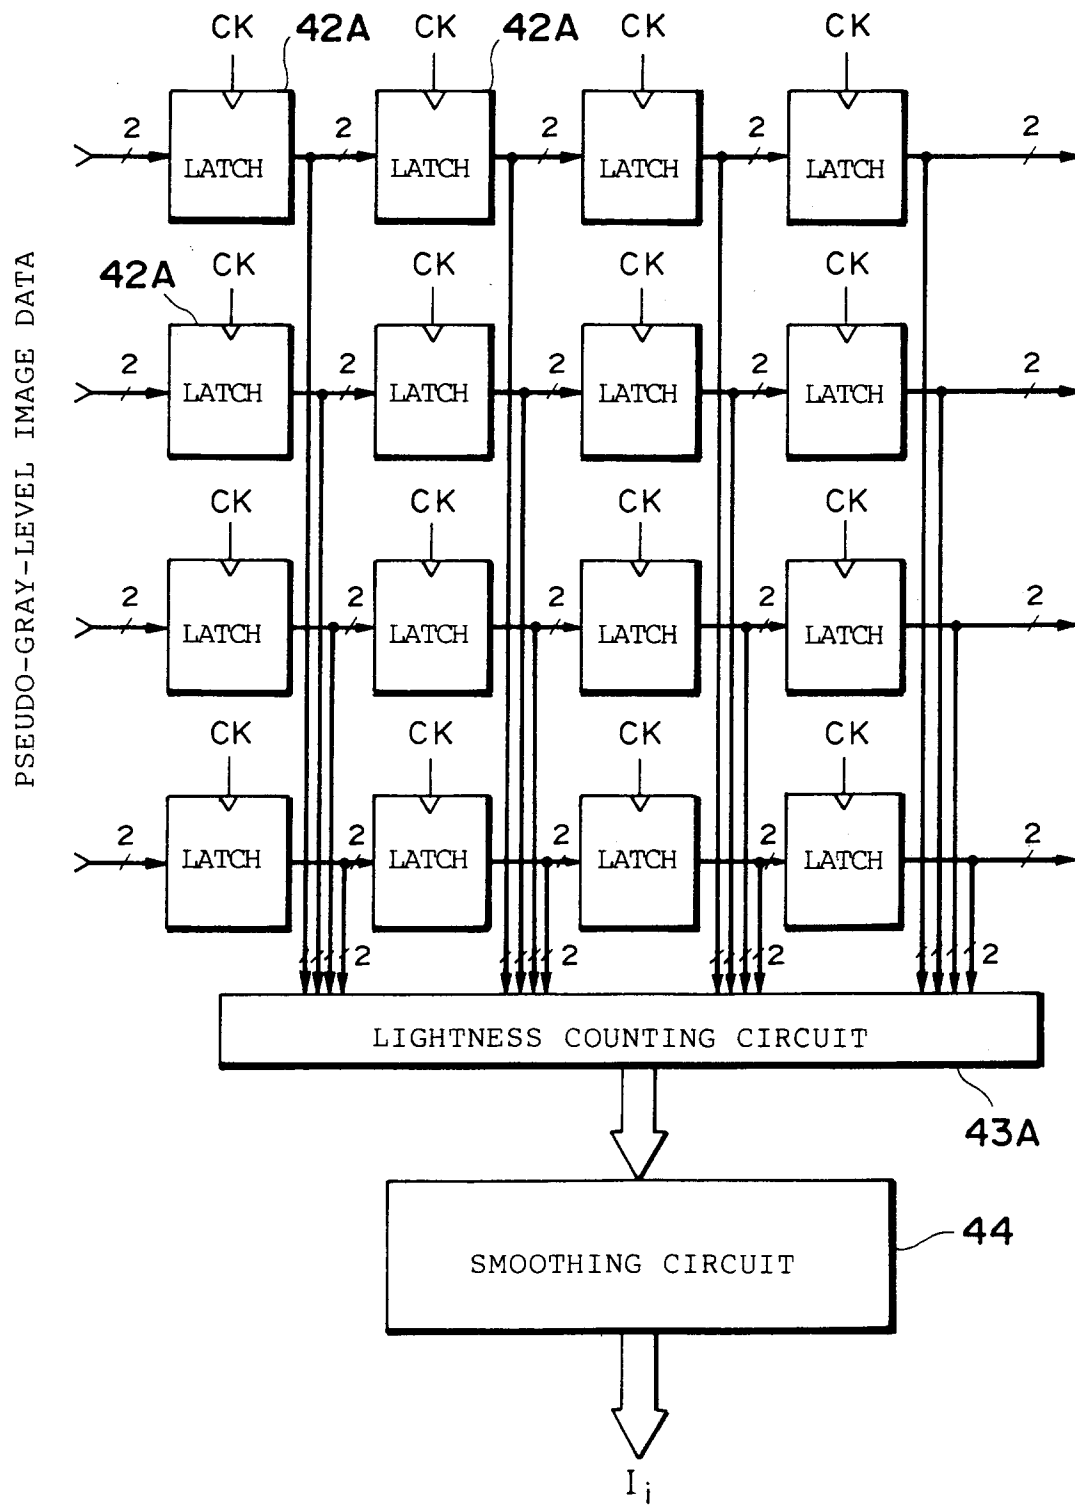 CK 42A CK 42A CK CK
2 2 2 2 2
LATCH LATCH LATCH LATCH
42A CK CK CK CK
2 2 2 2 2
LATCH LATCH LATCH LATCH
PSEUDO-GRAY-LEVEL IMAGE DATA
CK CK CK CK
2 2 2 2 2
LATCH LATCH LATCH LATCH
CK CK CK CK
2 2 2 2 2
LATCH LATCH LATCH LATCH
2 2 2 2
LIGHTNESS COUNTING CIRCUIT
43A
SMOOTHING CIRCUIT
44
Ii